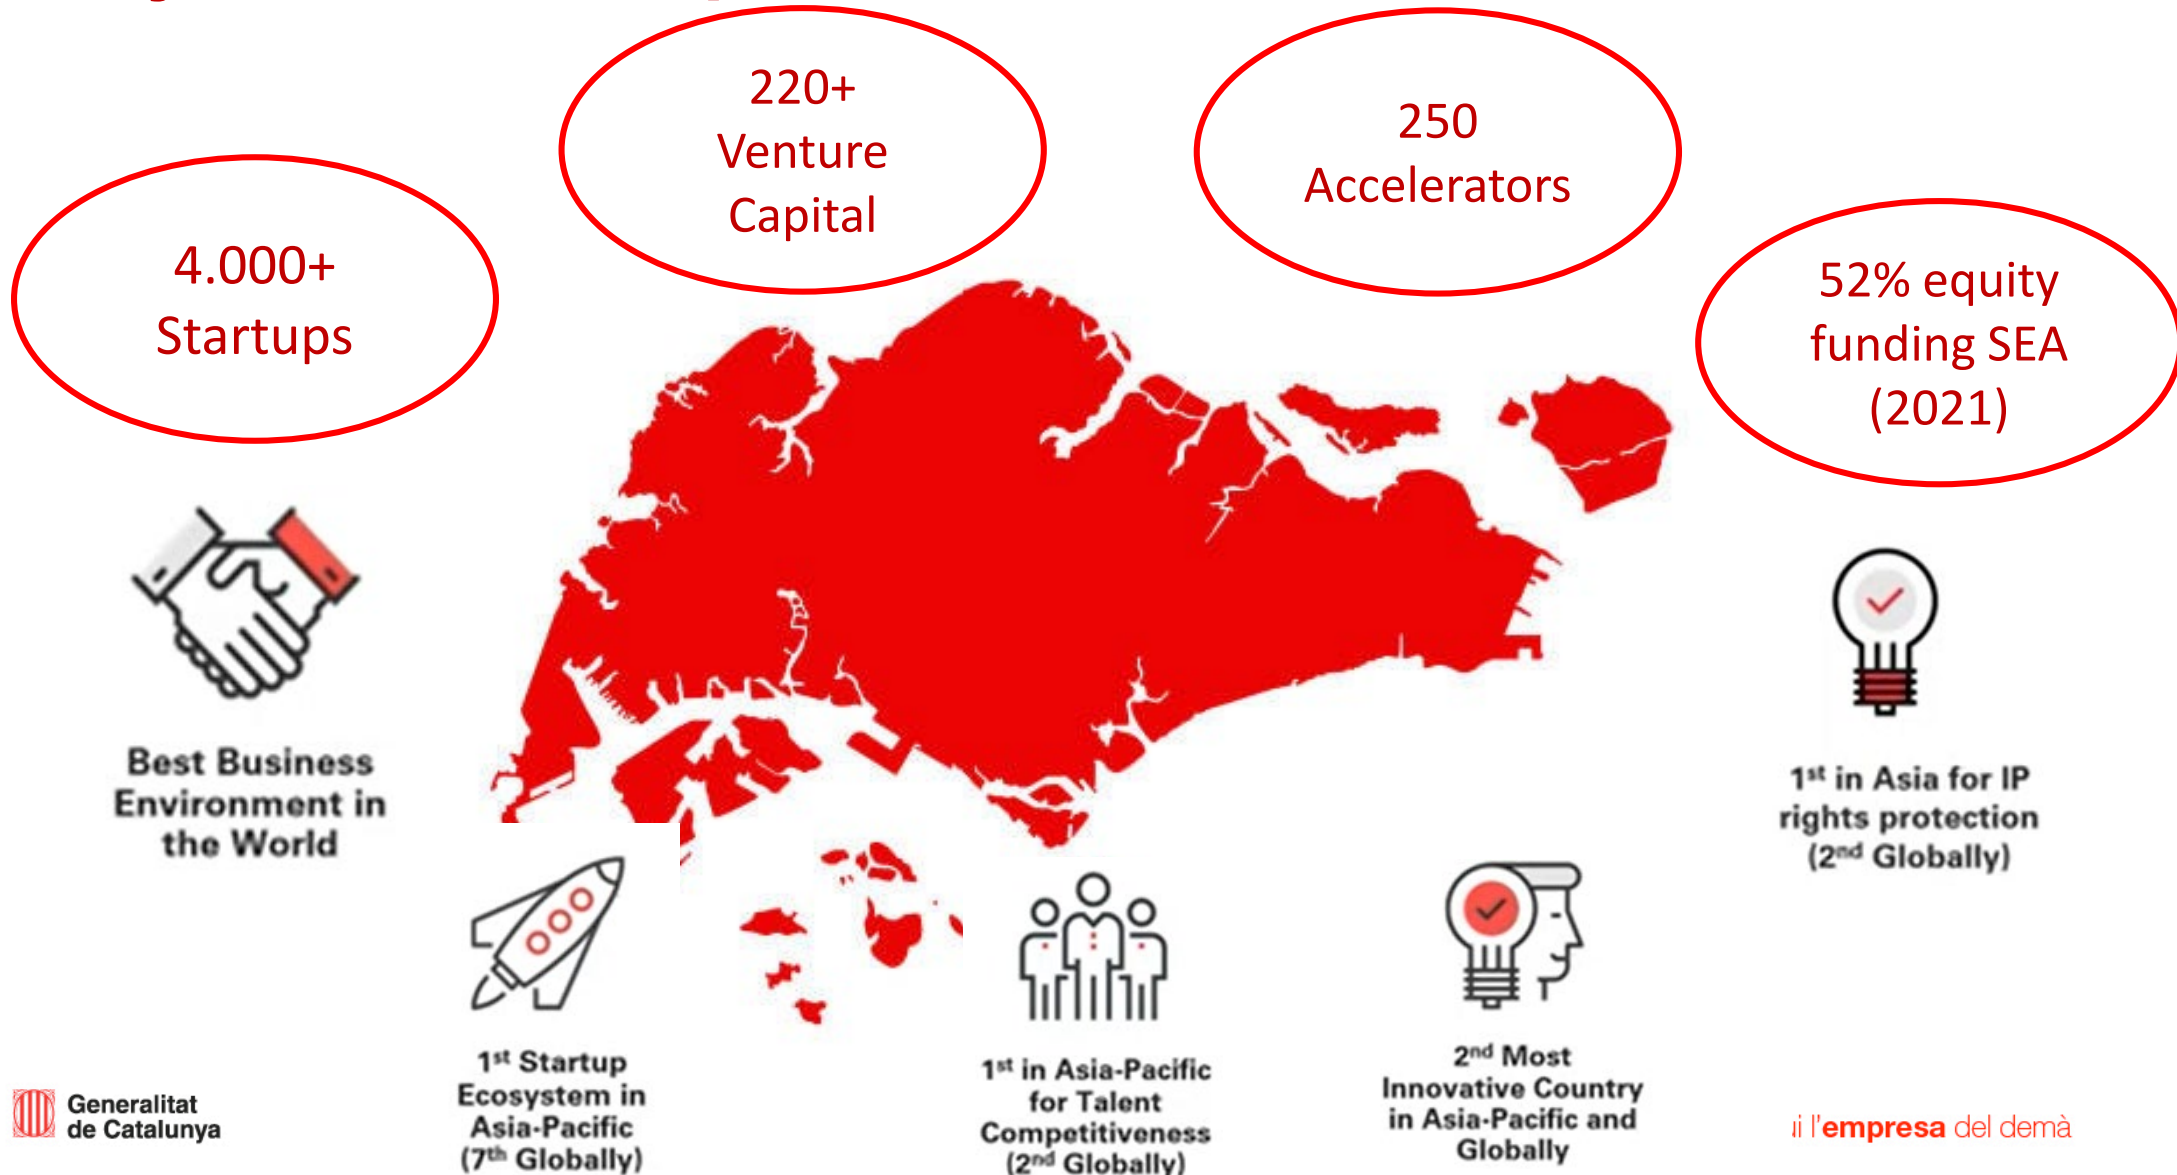 220+
Venture
Capital
250
Accelerators
4.000+
Startups
52% equity
funding SEA
(2021)
Best Business
Environment in
the World
1st in Asia for IP
rights protection
(2nd Globally)
1st Startup
Ecosystem in
Asia-Pacific
(7th Globally)
1st in Asia-Pacific
for Talent
Competitiveness
(2nd Globally)
2nd Most
Innovative Country
in Asia-Pacific and
Globally
Generalitat
de Catalunya
l'empresa del demà